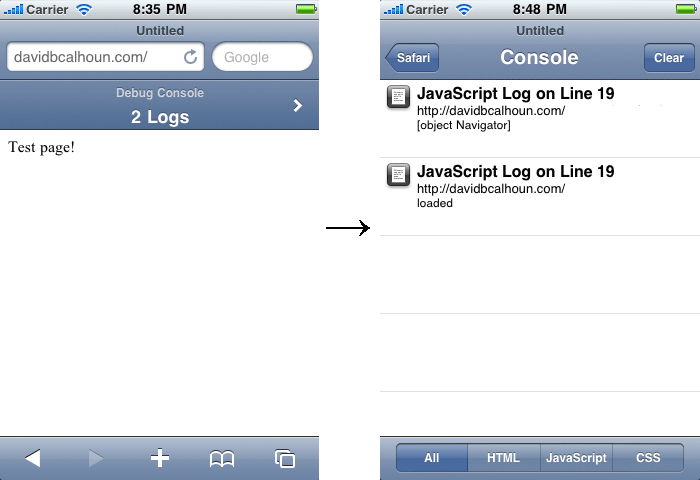 Carrier 8:35 PM
Untitled
davidbcalhoun.com/ Google
Debug Console
2 Logs
Test page!
Carrier 8:48 PM
Untitled
Safari Console Clear
JavaScript Log on Line 19
http://davidbcalhoun.com/
[object Navigator]
JavaScript Log on Line 19
http://davidbcalhoun.com/
loaded
All HTML JavaScript CSS